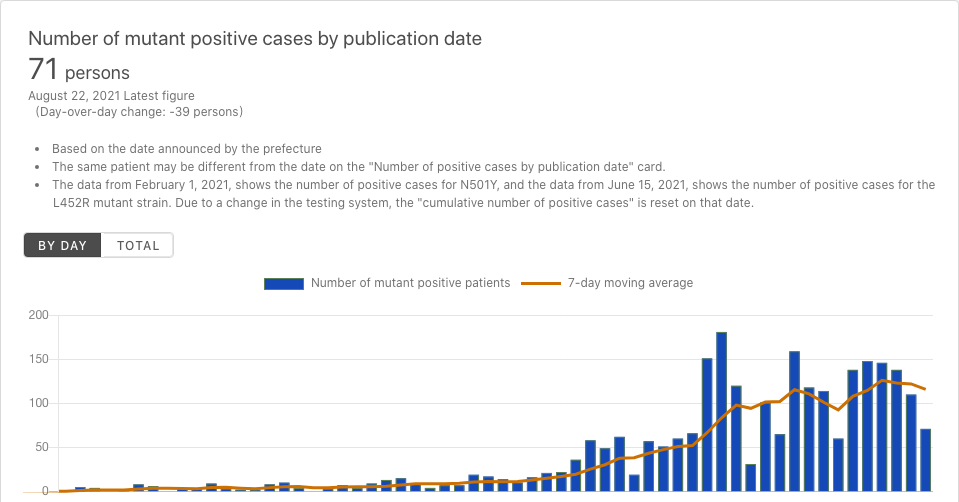 Number of mutant positive cases by publication date
71 persons
August 22, 2021 Latest figure
(Day-over-day change: -39 persons)
• Based on the date announced by the prefecture
• The same patient may be different from the date on the "Number of positive cases by publication date" card.
• The data from February 1, 2021, shows the number of positive cases for N501Y, and the data from June 15, 2021, shows the number of positive cases for the
L452R mutant strain. Due to a change in the testing system, the "cumulative number of positive cases" is reset on that date.
BY DAY TOTAL
Number of mutant positive patients 7-day moving average
200
150
100
50
0